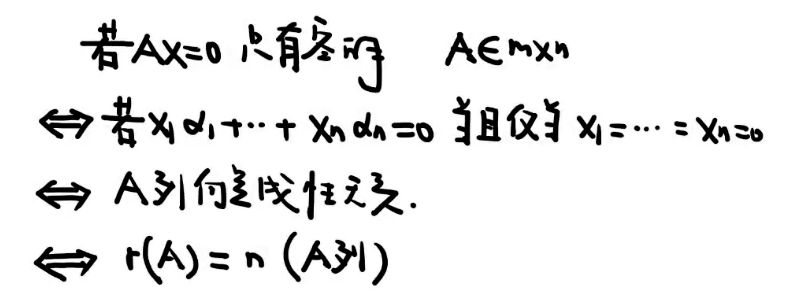 若AX=0 只有零解 A∈m×n
⇔ 若x₁α₁+⋯+xₙαₙ=0 当且仅当 x₁=⋯=xₙ=0
⇔ A列向量线性无关.
⇔ r(A)=n (A列)